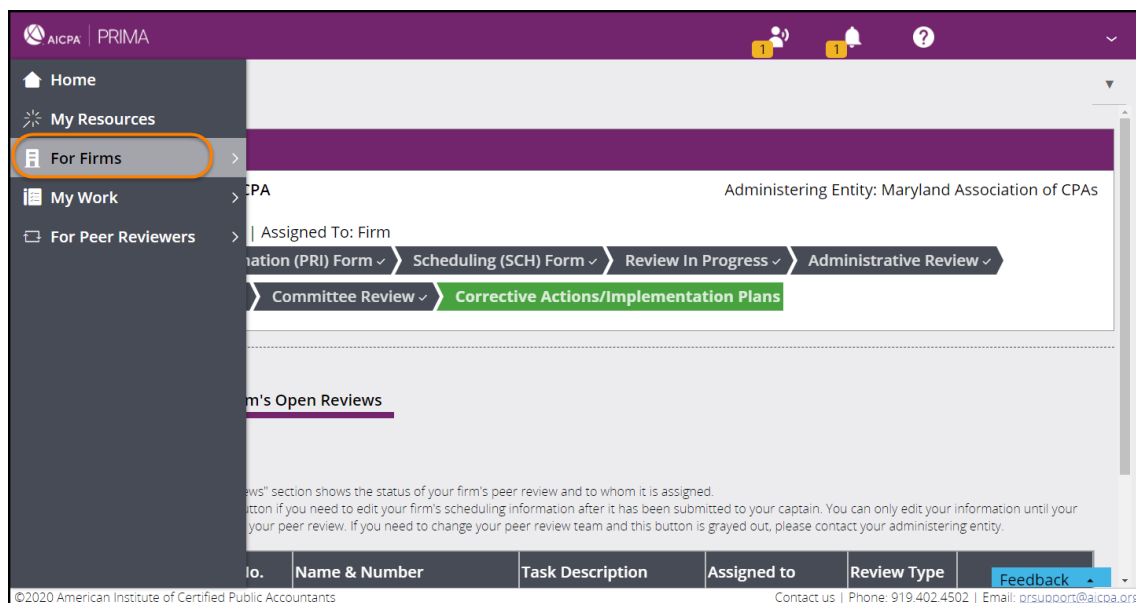 AICPA PRIMA
1
1
?
Home
My Resources
For Firms
My Work
For Peer Reviewers
CPA
Administering Entity: Maryland Association of CPAs
| Assigned To: Firm
nation (PRI) Form
Scheduling (SCH) Form
Review In Progress
Administrative Review
Committee Review
Corrective Actions/Implementation Plans
m's Open Reviews
ews" section shows the status of your firm's peer review and to whom it is assigned.
utton if you need to edit your firm's scheduling information after it has been submitted to your captain. You can only edit your information until your
your peer review. If you need to change your peer review team and this button is grayed out, please contact your administering entity.
No.
Name & Number
Task Description
Assigned to
Review Type
Feedback
©2020 American Institute of Certified Public Accountants
Contact us | Phone: 919.402.4502 | Email: prsupport@aicpa.org